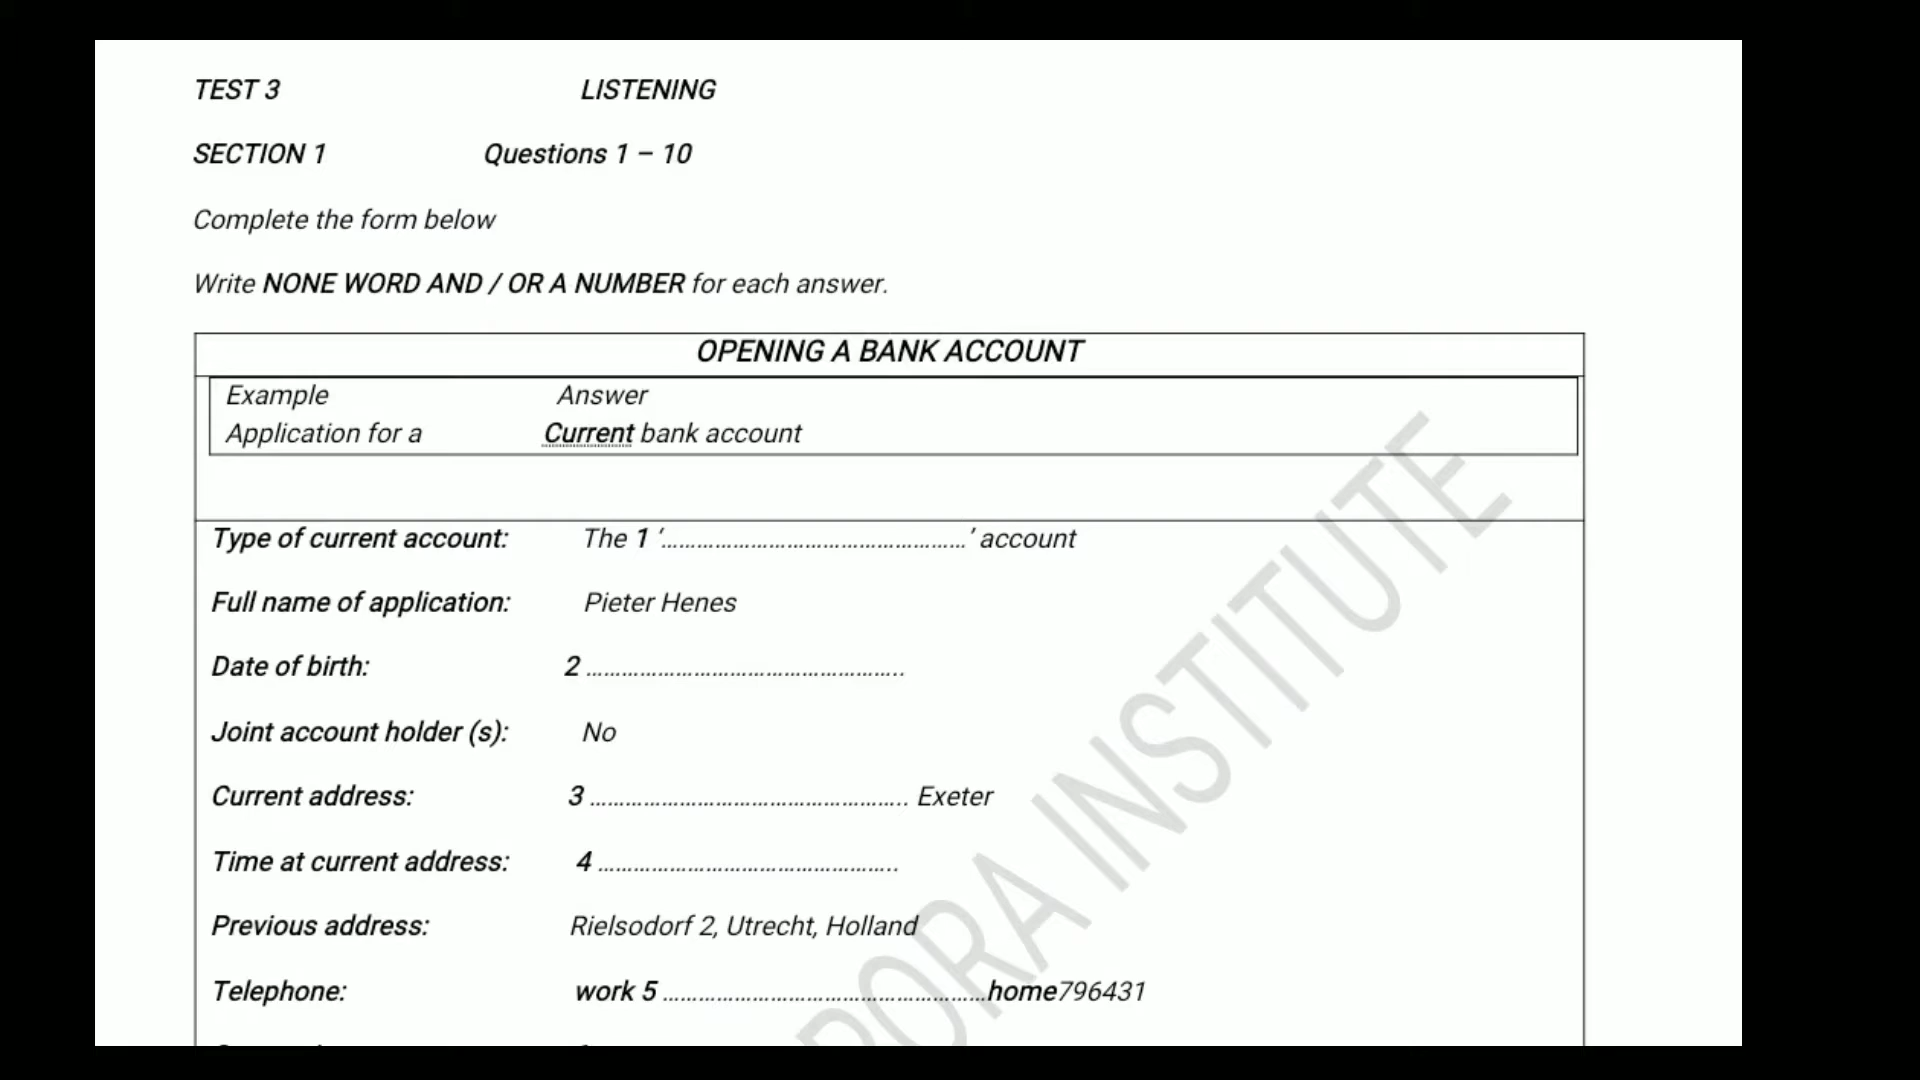 TEST 3 LISTENING
SECTION 1 Questions 1 – 10
Complete the form below
Write NONE WORD AND / OR A NUMBER for each answer.
OPENING A BANK ACCOUNT
Example Answer
Application for a Current bank account
Type of current account: The 1 ‘……………………………………………’ account
Full name of application: Pieter Henes
Date of birth: 2 ……………………………………………..
Joint account holder (s): No
Current address: 3 …………………………………………….. Exeter
Time at current address: 4 ……………………………………………..
Previous address: Rielsodorf 2, Utrecht, Holland
Telephone: work 5 ………………………………………………home796431
PORA INSTITUTE